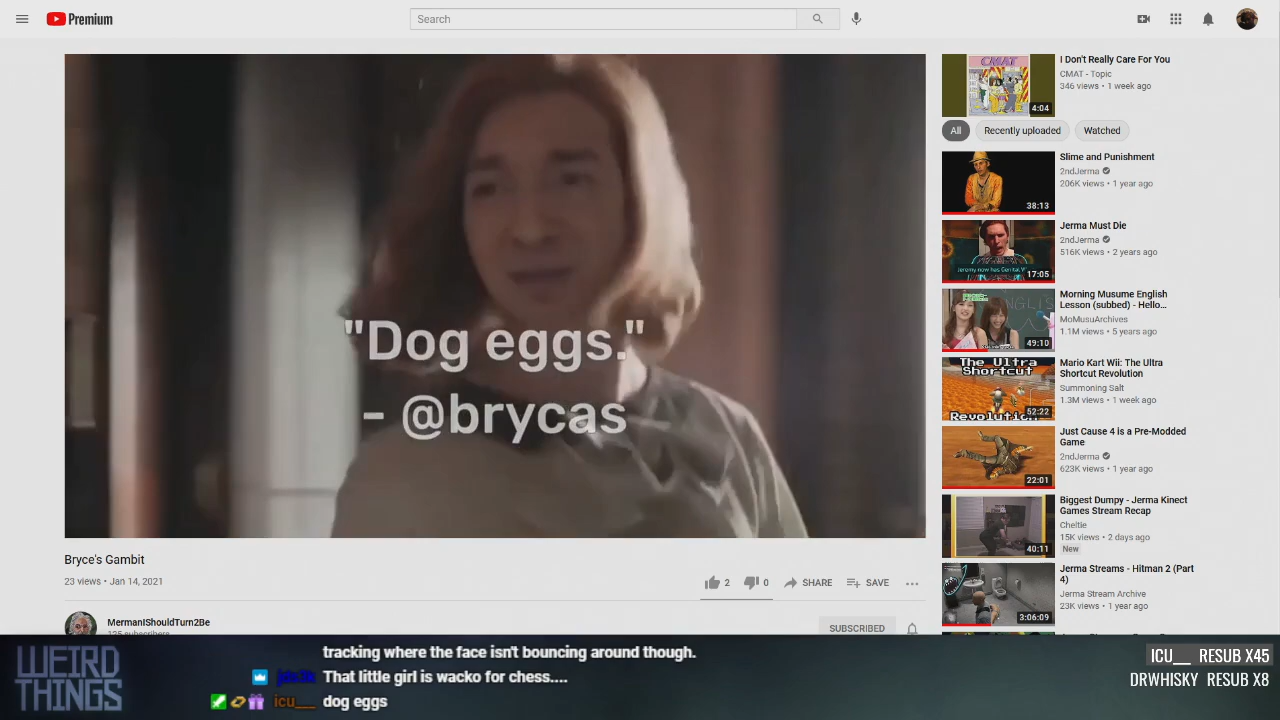 Premium
Search
"Dog eggs."
- @brycas
Bryce's Gambit
23 views • Jan 14, 2021
2
0
SHARE
SAVE
MermanIShouldTurn2Be
125 subscribers
SUBSCRIBED
I Don't Really Care For You
CMAT - Topic
346 views • 1 week ago
CMAT
4:04
All
Recently uploaded
Watched
Slime and Punishment
2ndJerma
206K views • 1 year ago
38:13
Jerma Must Die
2ndJerma
516K views • 2 years ago
17:05
Morning Musume English
Lesson (subbed) - Hello...
MoMusuArchives
1.1M views • 5 years ago
49:10
Mario Kart Wii: The Ultra
Shortcut Revolution
Summoning Salt
1.3M views • 1 week ago
The Ultra
Shortcut
Revolution
52:22
Just Cause 4 is a Pre-Modded
Game
2ndJerma
623K views • 1 year ago
22:01
Biggest Dumpy - Jerma Kinect
Games Stream Recap
Cheltie
15K views • 2 days ago
New
40:11
Jerma Streams - Hitman 2 (Part
4)
Jerma Stream Archive
23K views • 1 year ago
3:06:09
WEIRD
THINGS
tracking where the face isn't bouncing around though.
That little girl is wacko for chess....
icu__ dog eggs
ICU__ RESUB X45
DRWHISKY RESUB X8